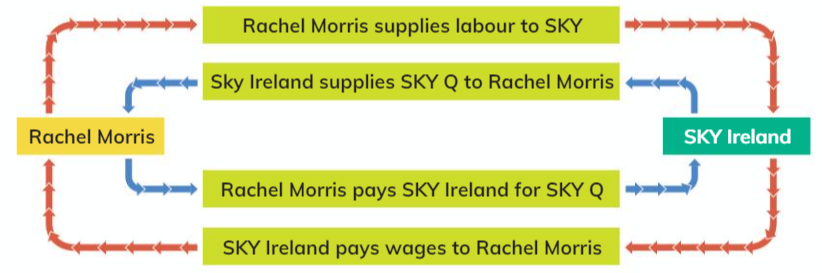 Rachel Morris supplies labour to SKY
Sky Ireland supplies SKY Q to Rachel Morris
Rachel Morris
SKY Ireland
Rachel Morris pays SKY Ireland for SKY Q
SKY Ireland pays wages to Rachel Morris